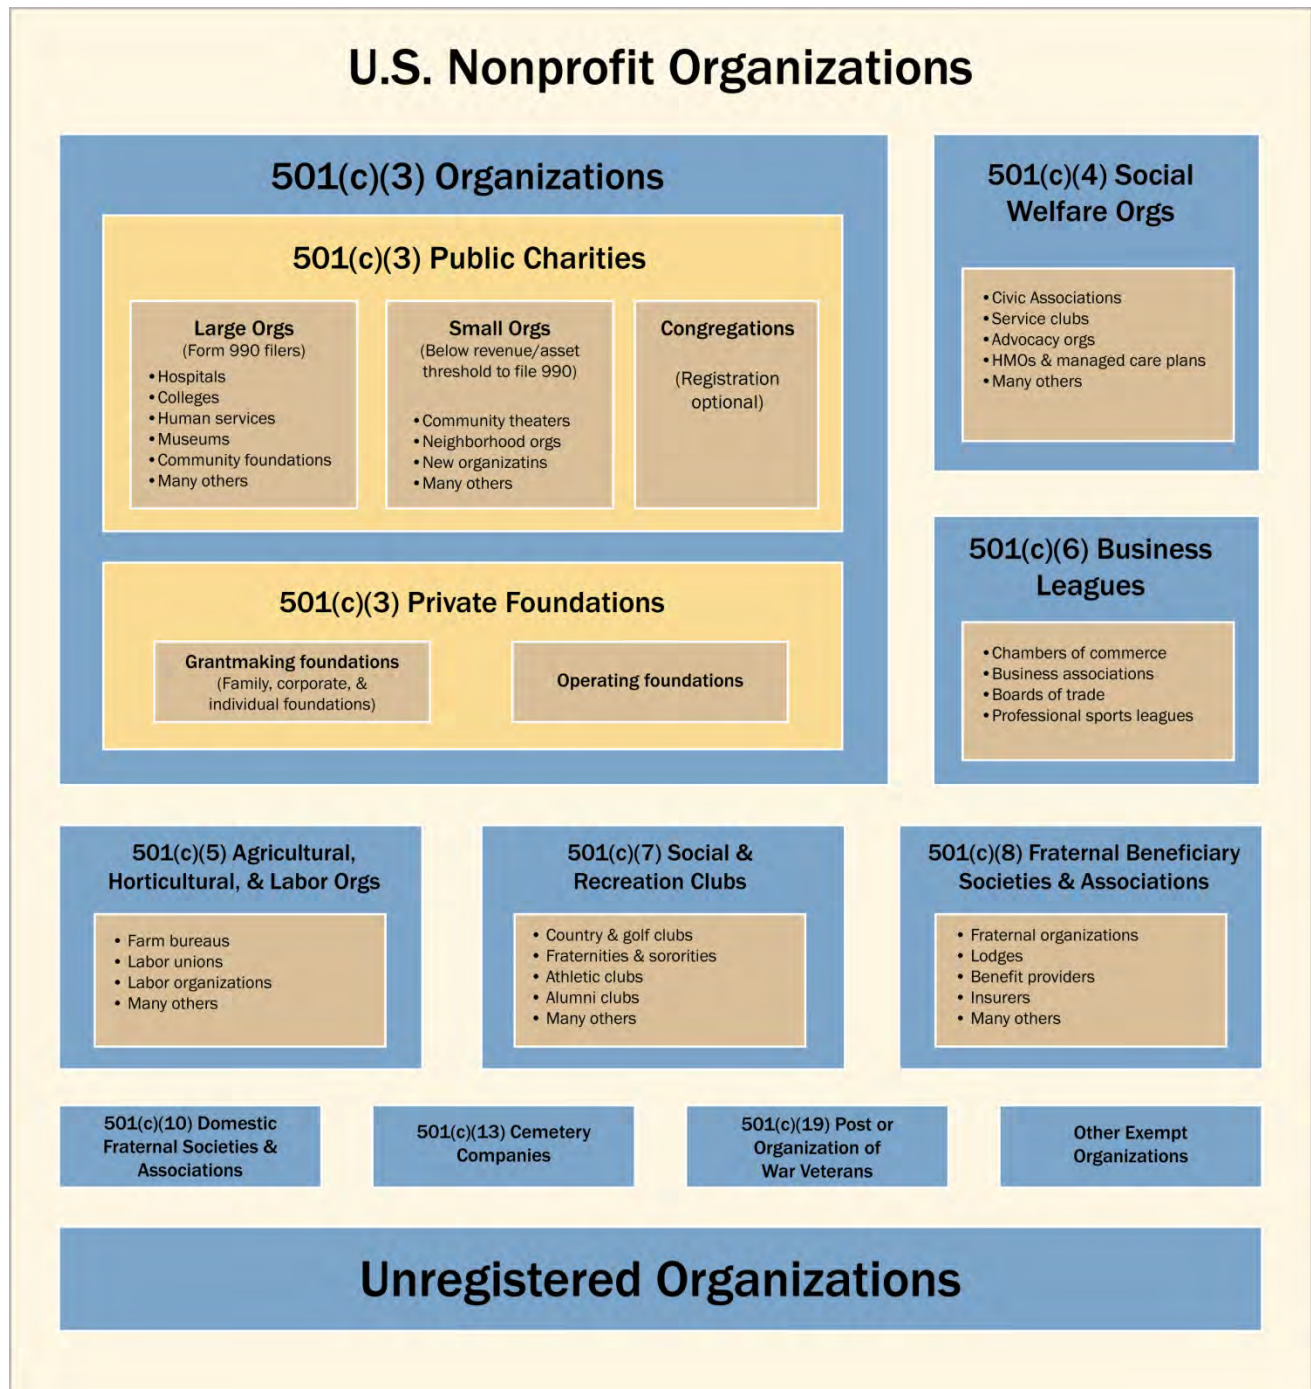 U.S. Nonprofit Organizations
501(c)(3) Organizations
501(c)(3) Public Charities
Large Orgs
(Form 990 filers)
•Hospitals
•Colleges
•Human services
•Museums
•Community foundations
•Many others
Small Orgs
(Below revenue/asset
threshold to file 990)
•Community theaters
•Neighborhood orgs
•New organizatins
•Many others
Congregations
(Registration
optional)
501(c)(3) Private Foundations
Grantmaking foundations
(Family, corporate, &
individual foundations)
Operating foundations
501(c)(4) Social
Welfare Orgs
•Civic Associations
•Service clubs
•Advocacy orgs
•HMOs & managed care plans
•Many others
501(c)(6) Business
Leagues
•Chambers of commerce
•Business associations
•Boards of trade
•Professional sports leagues
501(c)(5) Agricultural,
Horticultural, & Labor Orgs
• Farm bureaus
• Labor unions
• Labor organizations
• Many others
501(c)(7) Social &
Recreation Clubs
• Country & golf clubs
• Fraternities & sororities
• Athletic clubs
• Alumni clubs
• Many others
501(c)(8) Fraternal Beneficiary
Societies & Associations
• Fraternal organizations
• Lodges
• Benefit providers
• Insurers
• Many others
501(c)(10) Domestic
Fraternal Societies &
Associations
501(c)(13) Cemetery
Companies
501(c)(19) Post or
Organization of
War Veterans
Other Exempt
Organizations
Unregistered Organizations